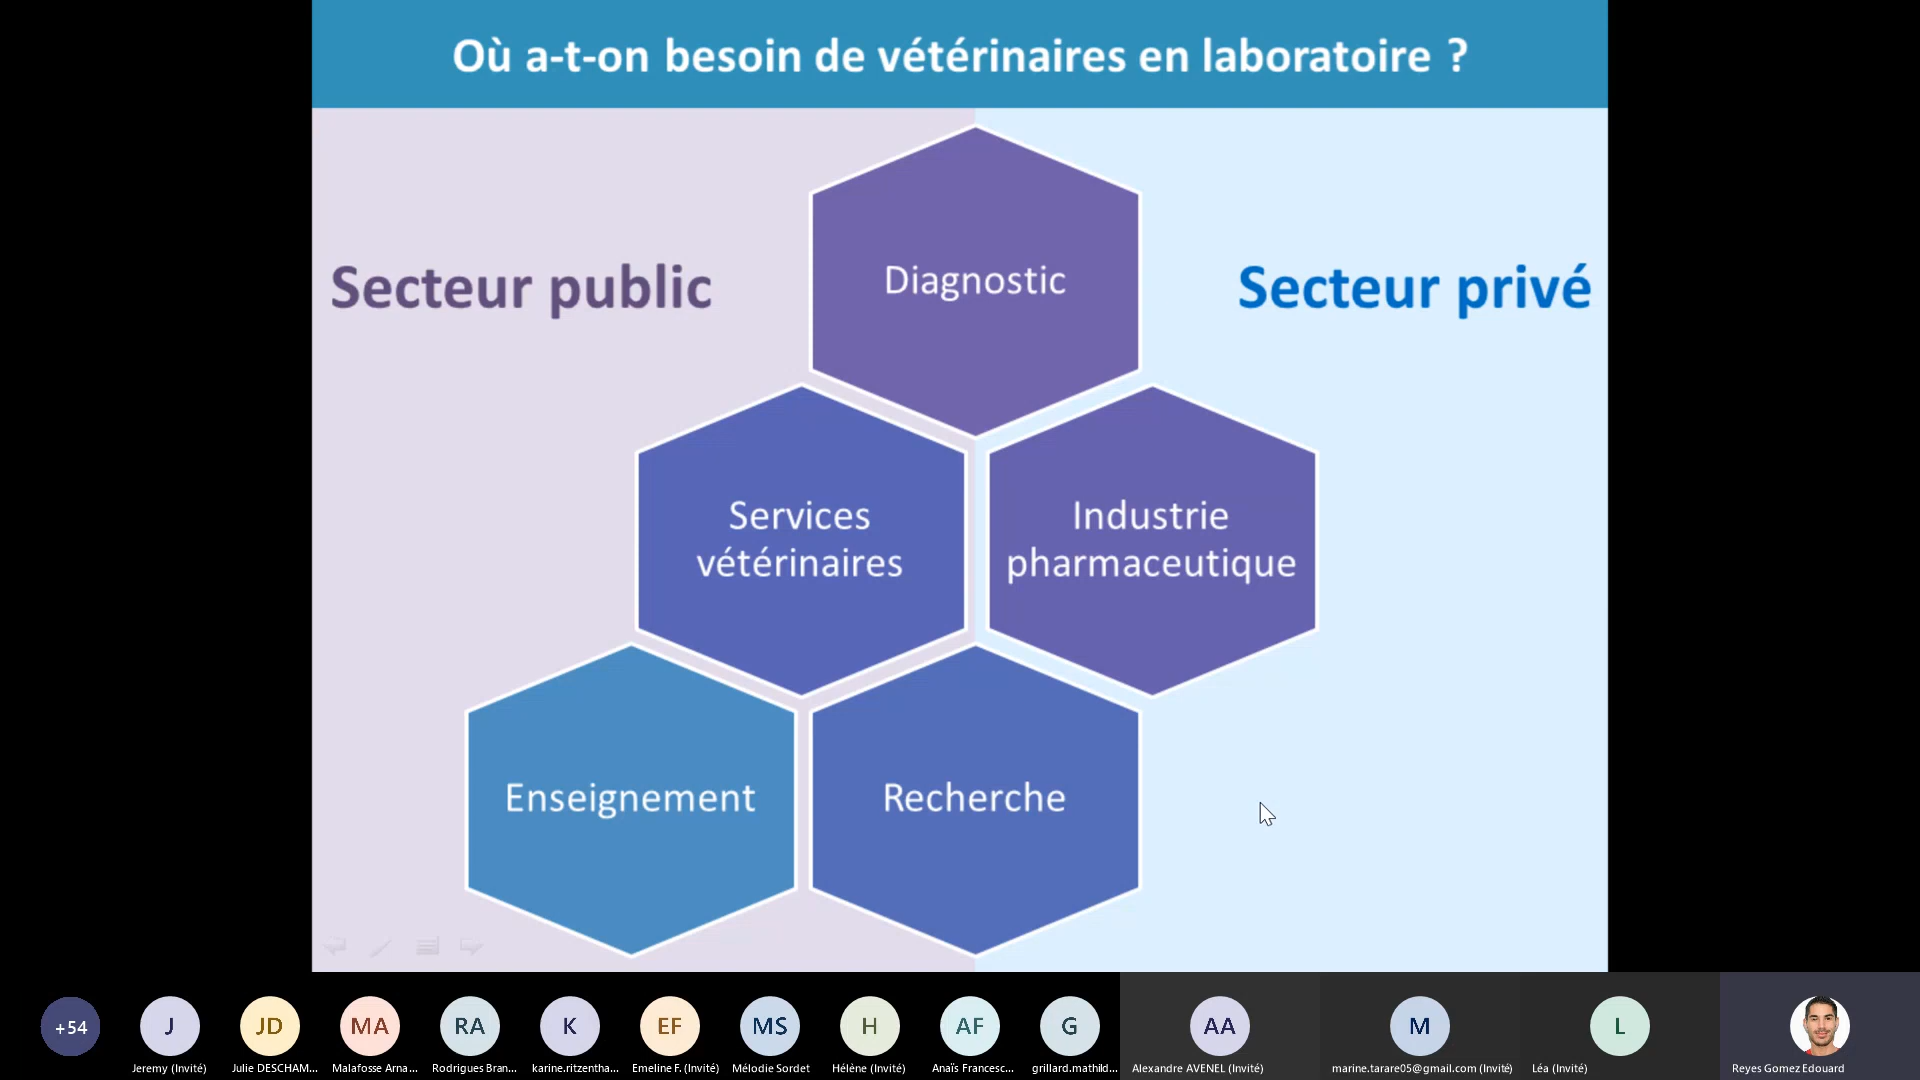 Où a-t-on besoin de vétérinaires en laboratoire ?
Secteur public
Diagnostic
Secteur privé
Services
vétérinaires
Industrie
pharmaceutique
Enseignement
Recherche
+54
J
JD
MA
RA
K
EF
MS
H
AF
G
AA
M
L
Jeremy (Invité)
Julie DESCHAM...
Malafosse Arna...
Rodrigues Bran...
karine.ritzentha...
Emeline F. (Invité)
Mélodie Sordet
Hélène (Invité)
Anaïs Francesc...
grillard.mathild...
Alexandre AVENEL (Invité)
marine.tarare05@gmail.com (Invité)
Léa (Invité)
Reyes Gomez Edouard